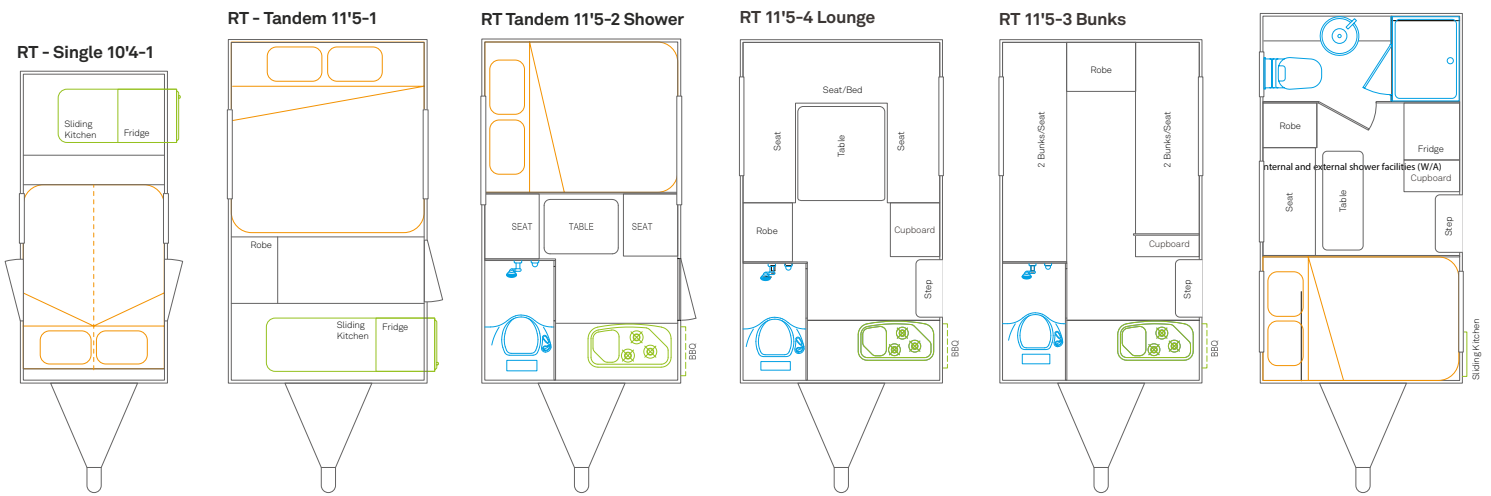 RT - Single 10'4-1
Sliding
Kitchen
Fridge
RT - Tandem 11'5-1
Robe
Sliding
Kitchen
Fridge
RT Tandem 11'5-2 Shower
SEAT
TABLE
SEAT
BBQ
RT 11'5-4 Lounge
Seat/Bed
Seat
Table
Seat
Robe
Cupboard
Step
BBQ
RT 11'5-3 Bunks
Robe
2 Bunks/Seat
2 Bunks/Seat
Cupboard
Step
BBQ
Robe
Fridge
nternal and external shower facilities (W/A)
Cupboard
Seat
Table
Step
Sliding Kitchen